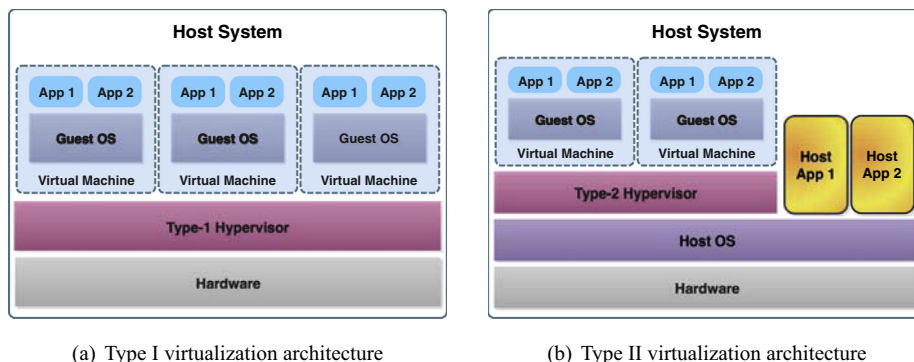 Host System
App 1 App 2 App 1 App 2 App 1 App 2
Guest OS Guest OS Guest OS
Virtual Machine Virtual Machine Virtual Machine
Type-1 Hypervisor
Hardware
(a) Type I virtualization architecture
Host System
App 1 App 2 App 1 App 2
Guest OS Guest OS
Virtual Machine Virtual Machine
Type-2 Hypervisor
Host
App 1
Host
App 2
Host OS
Hardware
(b) Type II virtualization architecture